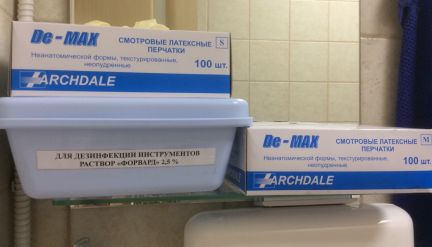 De-MAX
СМОТРОВЫЕ ЛАТЕКСНЫЕ
ПЕРЧАТКИ
S
Неанатомической формы, текстурированные,
неопудренные
100 шт.
ARCHDALE
ДЛЯ ДЕЗИНФЕКЦИИ ИНСТРУМЕНТОВ
РАСТВОР «ФОРВАРД» 2,5 %
De-MAX
СМОТРОВЫЕ ЛАТЕКСНЫЕ
ПЕРЧАТКИ
M
Неанатомической формы, текстурированные,
неопудренные
100 шт.
ARCHDALE